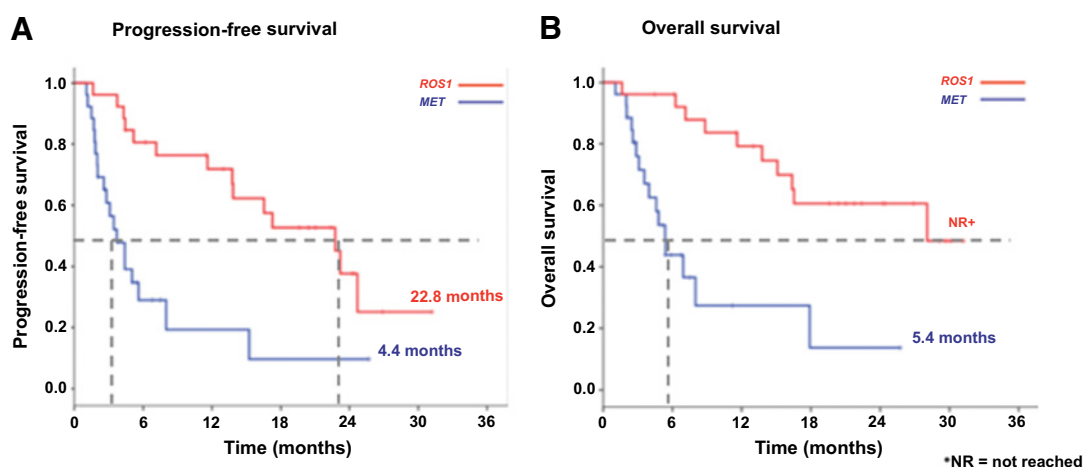 A
Progression-free survival
ROS1
MET
Progression-free survival
1.0
0.8
0.6
0.4
0.2
0.0
22.8 months
4.4 months
0 6 12 18 24 30 36
Time (months)
B
Overall survival
ROS1
MET
Overall survival
1.0
0.8
0.6
0.4
0.2
0.0
NR+
5.4 months
0 6 12 18 24 30 36
Time (months)
*NR = not reached